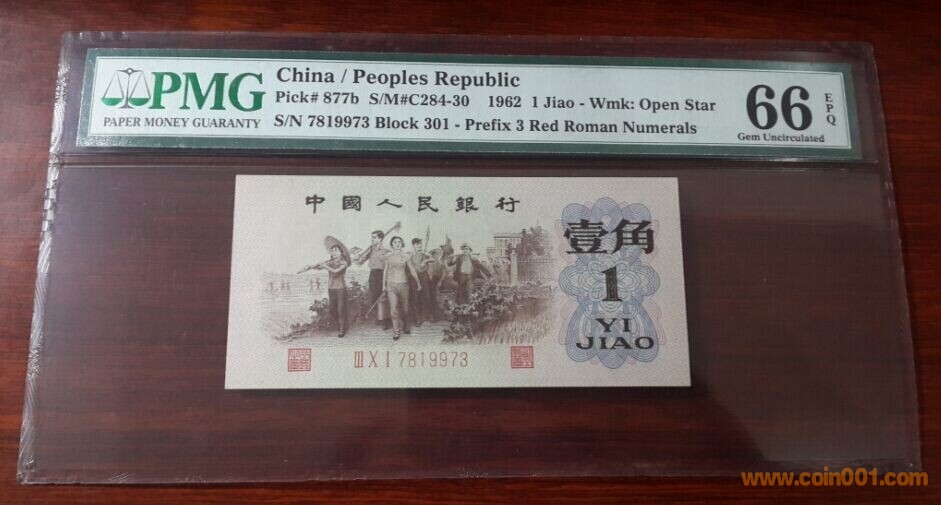 PMG
PAPER MONEY GUARANTY
China / Peoples Republic
Pick# 877b S/M#C284-30 1962 1 Jiao - Wmk: Open Star
S/N 7819973 Block 301 - Prefix 3 Red Roman Numerals
66 EPQ
Gem Uncirculated
中國人民銀行
壹角
1
YI
JIAO
ⅢⅩⅠ7819973
www.coin001.com